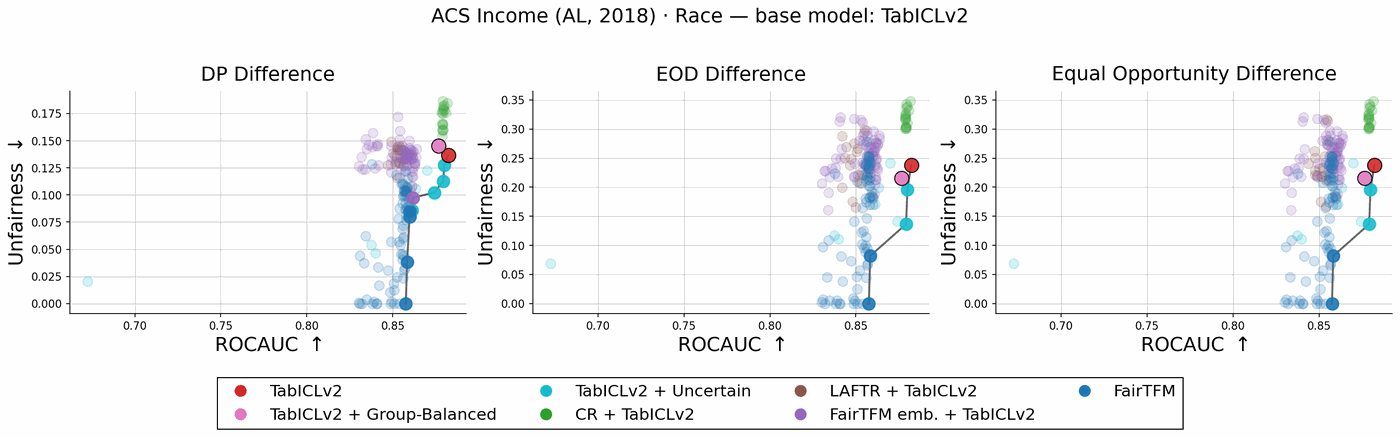 ACS Income (AL, 2018) · Race — base model: TabICLv2
DP Difference
EOD Difference
Equal Opportunity Difference
Unfairness ↓
0.175
0.150
0.125
0.100
0.075
0.050
0.025
0.000
0.70
0.75
0.80
0.85
ROCAUC ↑
Unfairness ↓
0.35
0.30
0.25
0.20
0.15
0.10
0.05
0.00
0.70
0.75
0.80
0.85
ROCAUC ↑
Unfairness ↓
0.35
0.30
0.25
0.20
0.15
0.10
0.05
0.00
0.70
0.75
0.80
0.85
ROCAUC ↑
TabICLv2
TabICLv2 + Group-Balanced
TabICLv2 + Uncertain
CR + TabICLv2
LAFTR + TabICLv2
FairTFM emb. + TabICLv2
FairTFM